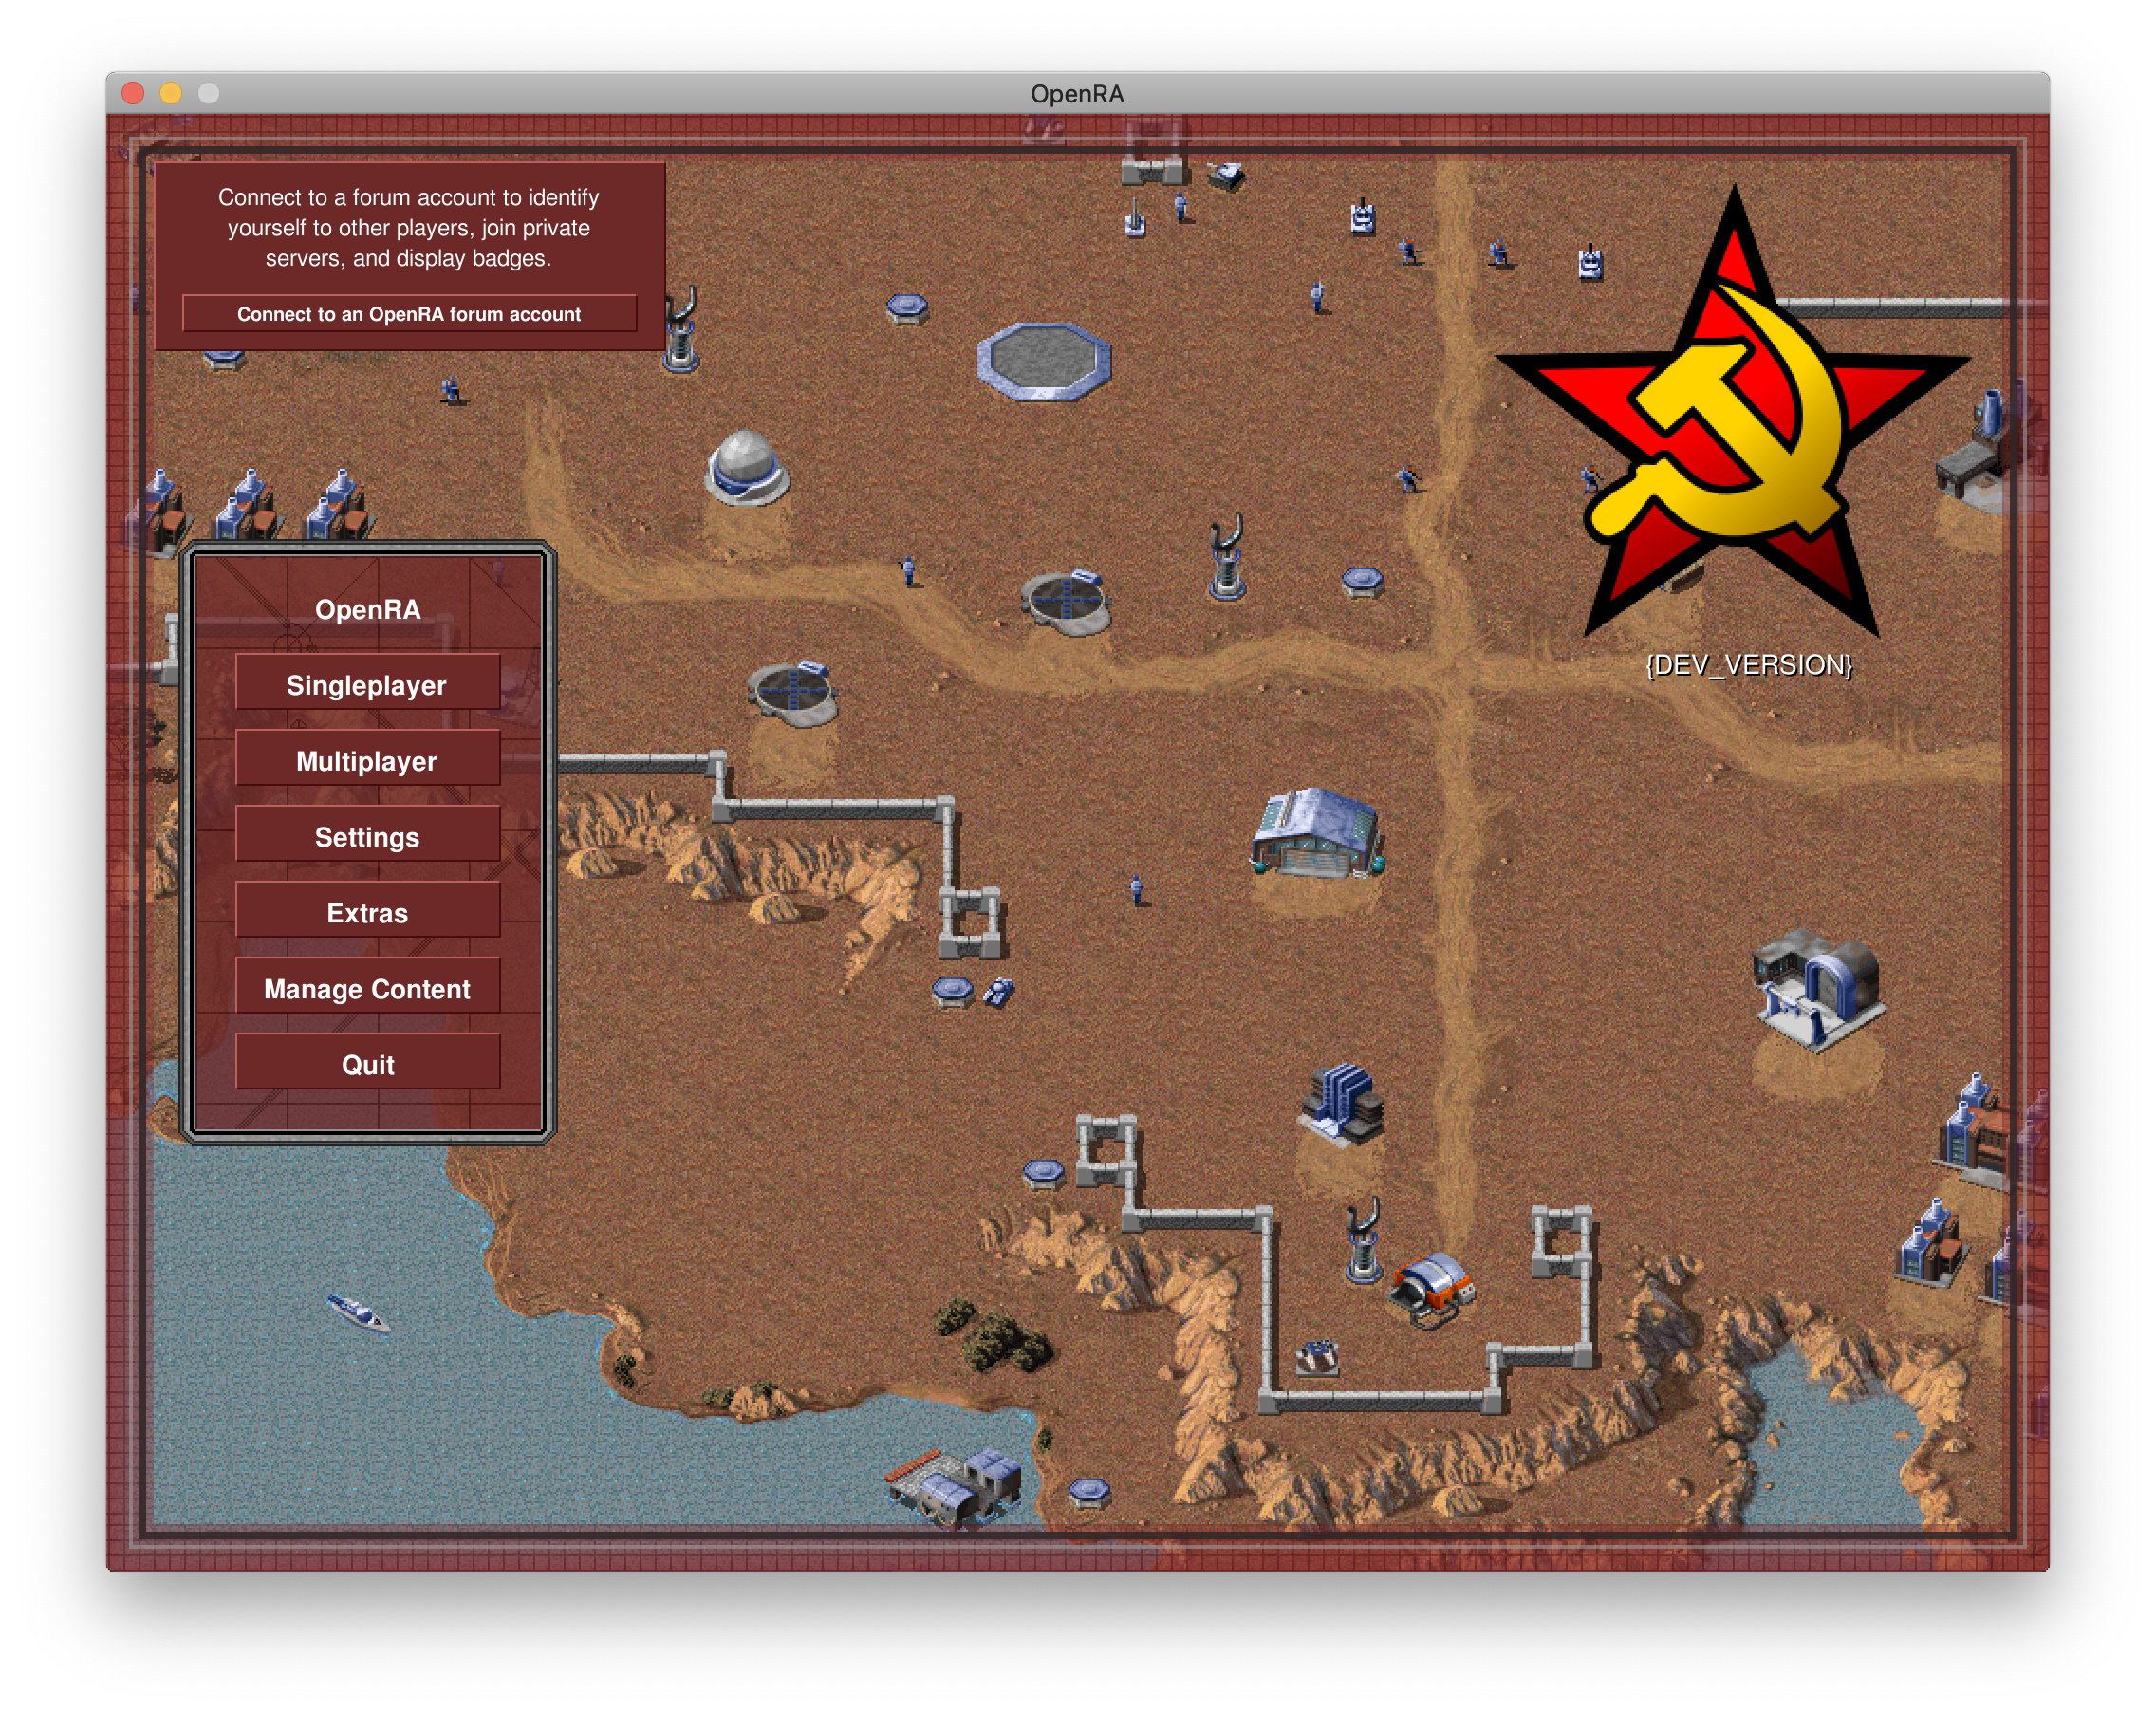 OpenRA
Connect to a forum account to identify
yourself to other players, join private
servers, and display badges.
Connect to an OpenRA forum account
{DEV_VERSION}
OpenRA
Singleplayer
Multiplayer
Settings
Extras
Manage Content
Quit